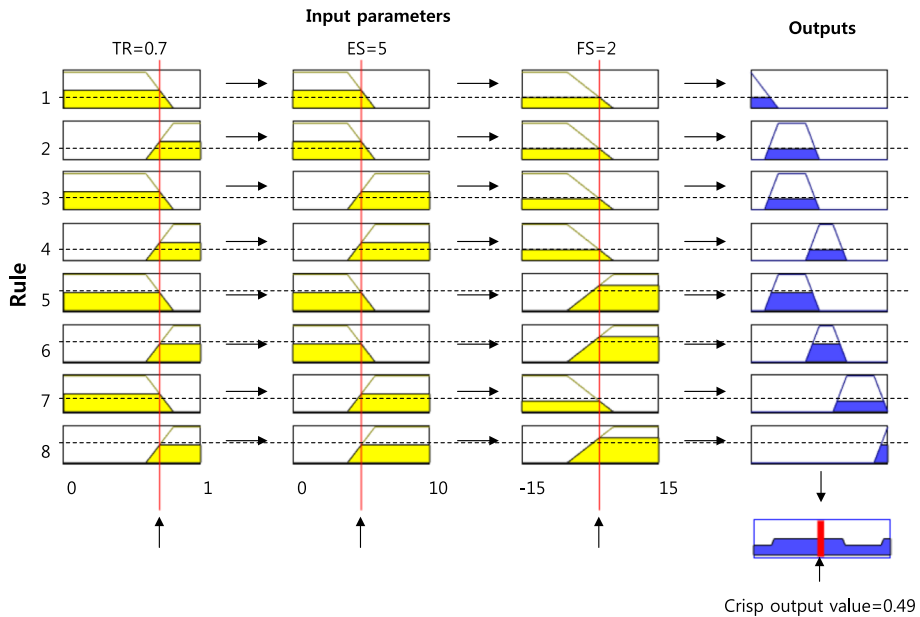 Input parameters
Outputs
TR=0.7
ES=5
FS=2
Rule
1
2
3
4
5
6
7
8
0
1
0
10
-15
15
Crisp output value=0.49